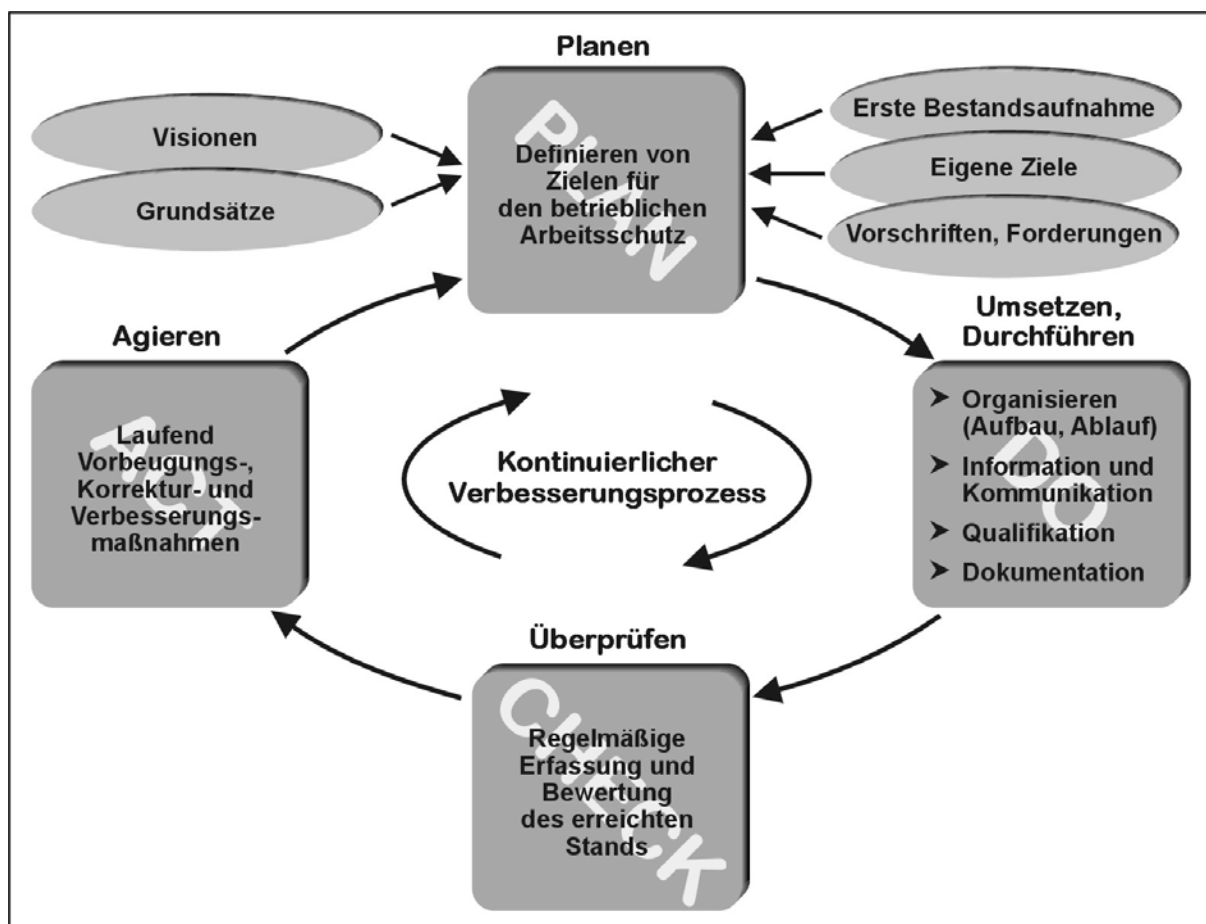 Planen
Visionen
Grundsätze
PLAN
Definieren von
Zielen für
den betrieblichen
Arbeitsschutz
Erste Bestandsaufnahme
Eigene Ziele
Vorschriften, Forderungen
Agieren
ACT
Laufend
Vorbeugungs-,
Korrektur- und
Verbesserungs-
maßnahmen
Kontinuierlicher
Verbesserungsprozess
Umsetzen,
Durchführen
DO
➤ Organisieren
(Aufbau, Ablauf)
➤ Information und
Kommunikation
➤ Qualifikation
➤ Dokumentation
Überprüfen
CHECK
Regelmäßige
Erfassung und
Bewertung
des erreichten
Stands